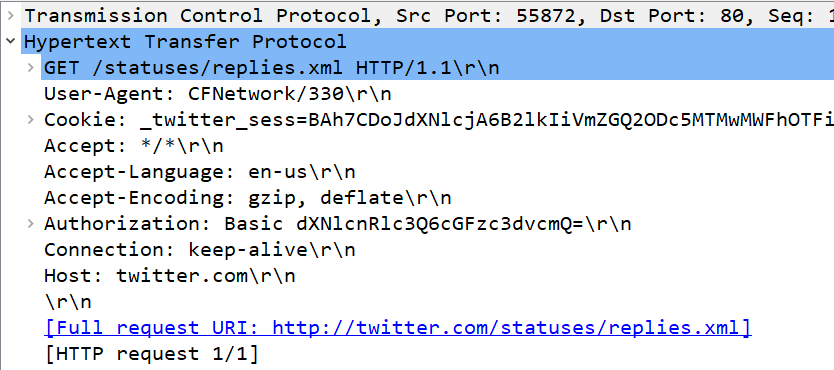 Transmission Control Protocol, Src Port: 55872, Dst Port: 80, Seq: 1
Hypertext Transfer Protocol
GET /statuses/replies.xml HTTP/1.1\r\n
User-Agent: CFNetwork/330\r\n
Cookie: _twitter_sess=BAh7CDoJdXNlcjA6B2lkIiVmZGQ2ODc5MTMwMWFhOTFi
Accept: */*\r\n
Accept-Language: en-us\r\n
Accept-Encoding: gzip, deflate\r\n
Authorization: Basic dXNlcnRlc3Q6cGFzc3dvcmQ=\r\n
Connection: keep-alive\r\n
Host: twitter.com\r\n
\r\n
[Full request URI: http://twitter.com/statuses/replies.xml]
[HTTP request 1/1]